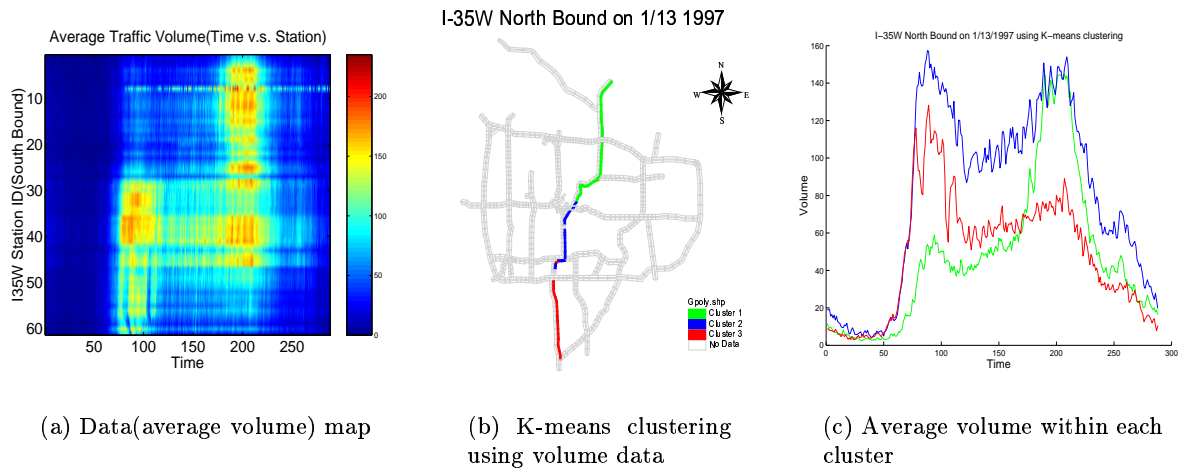 I-35W North Bound on 1/13 1997
Average Traffic Volume(Time v.s. Station)
I35W Station ID(South Bound)
10
20
30
40
50
60
50 100 150 200 250
Time
200
150
100
50
0
N
W E
S
Gpoly.shp
Cluster 1
Cluster 2
Cluster 3
No Data
I−35W North Bound on 1/13/1997 using K−means clustering
Volume
160
140
120
100
80
60
40
20
0
0 50 100 150 200 250 300
Time
(a) Data(average volume) map
(b) K-means clustering
using volume data
(c) Average volume within each
cluster